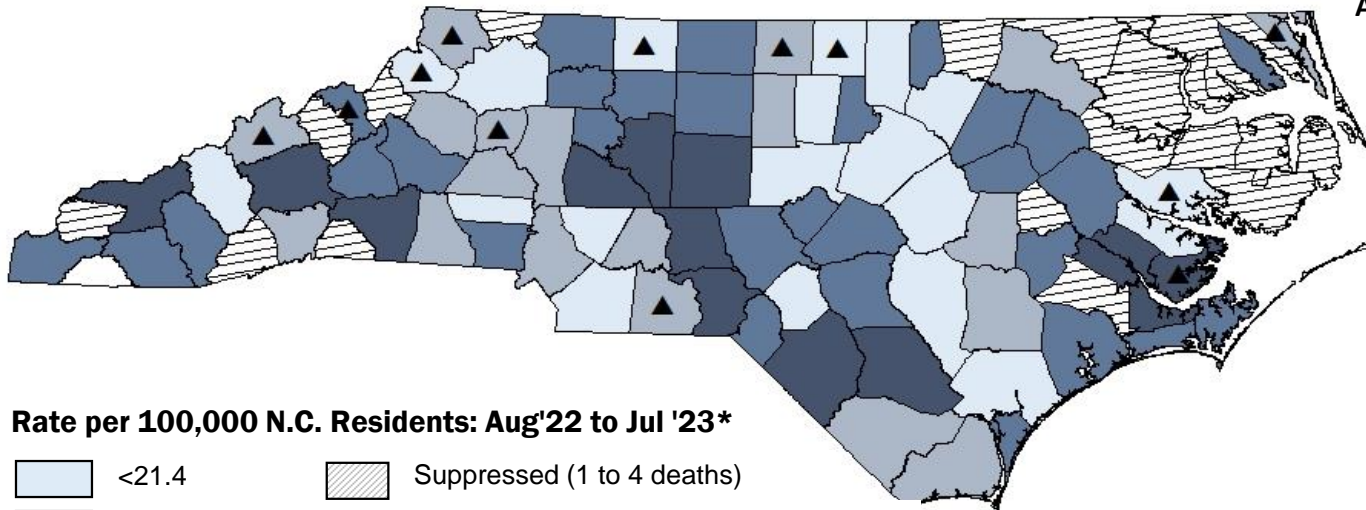 A
Rate per 100,000 N.C. Residents: Aug'22 to Jul '23*
<21.4
Suppressed (1 to 4 deaths)